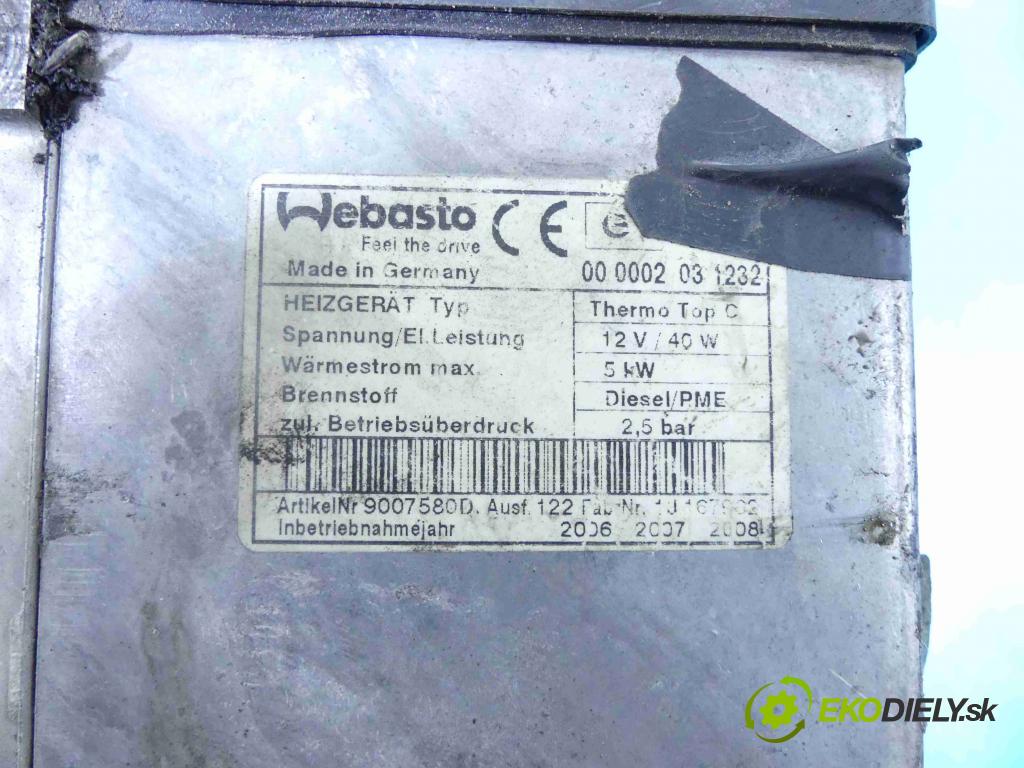 Webasto CE e
Feel the drive
Made in Germany 00 0002 03 1232
HEIZGERÄT Typ Thermo Top C
Spannung/El.Leistung 12 V / 40 W
Wärmestrom max. 5 kW
Brennstoff Diesel/PME
zul. Betriebsüberdruck 2,5 bar
ArtikelNr 9007580D. Ausf. 122 Fab-Nr.
Inbetriebnahmejahr 2006 2007 2008
EKODIELY.sk